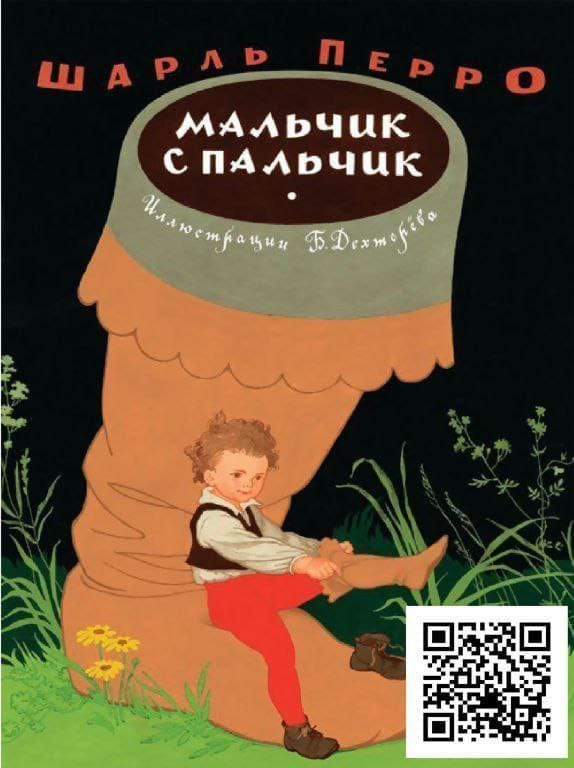 Шарль Перро
Мальчик
с пальчик
Иллюстрации Б. Дехтерёва